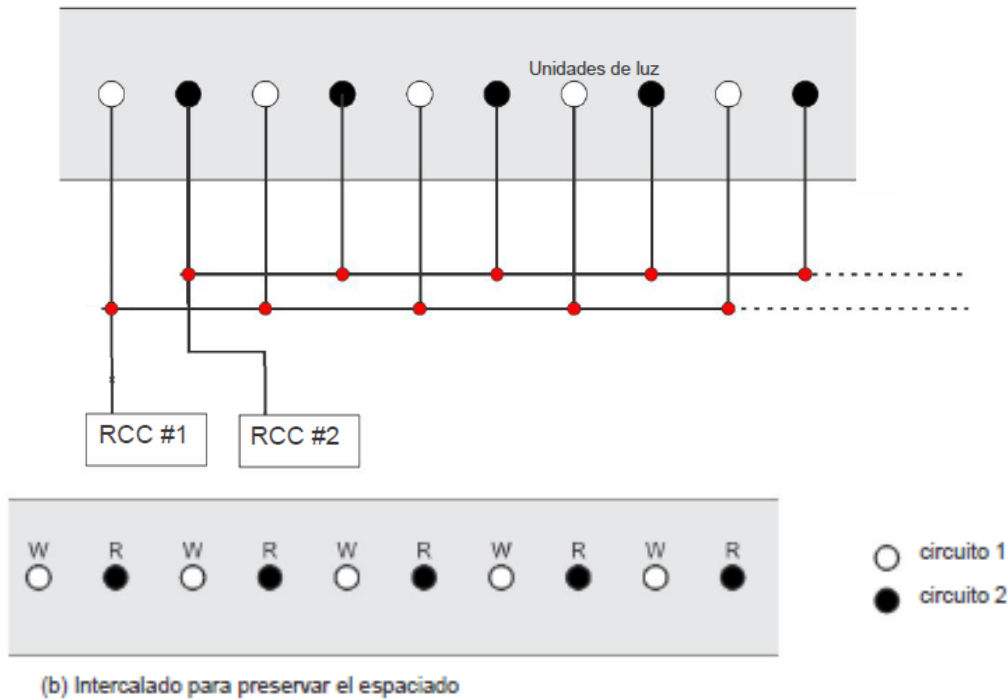 Unidades de luz
RCC #1
RCC #2
W R W R W R W R W R
circuito 1
circuito 2
(b) Intercalado para preservar el espaciado